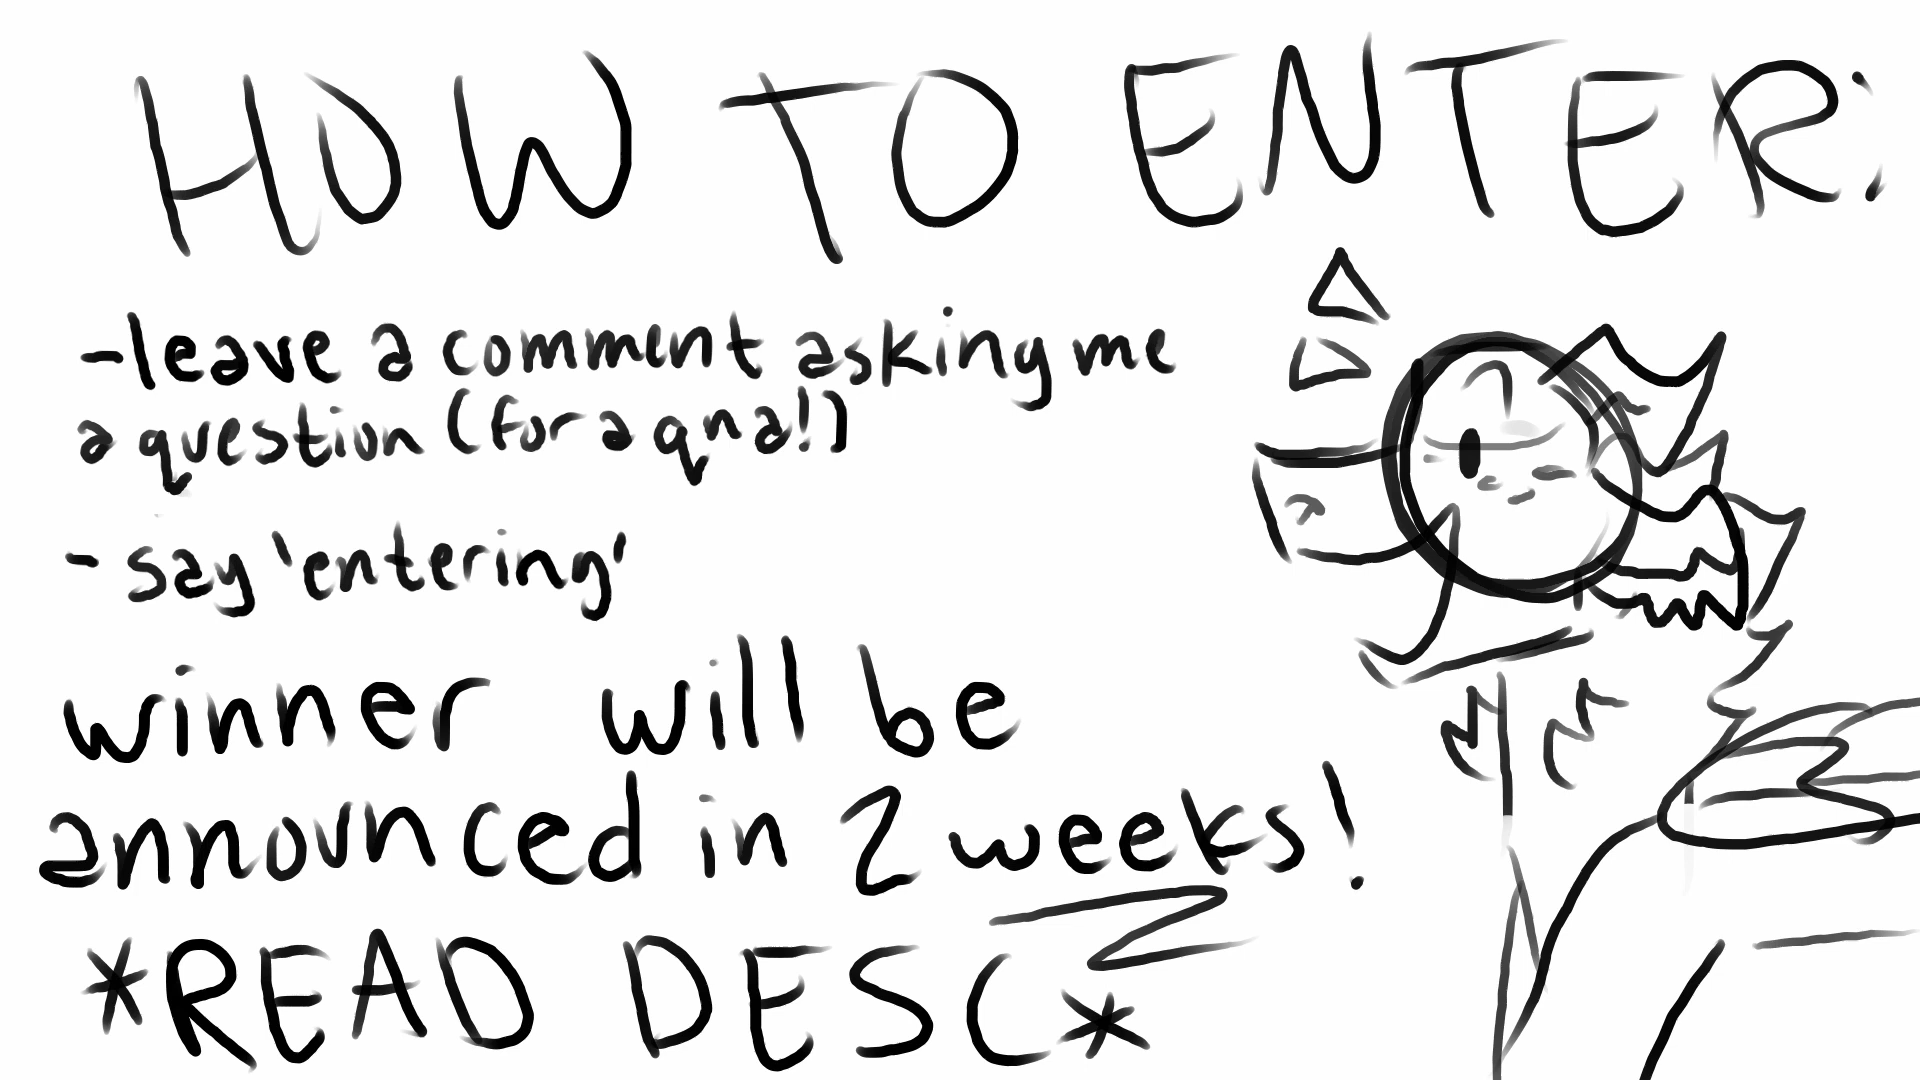 HOW TO ENTER:
-leave a comment asking me
a question (for a qna!)
- say 'entering'
winner will be
announced in 2 weeks!
*READ DESC*